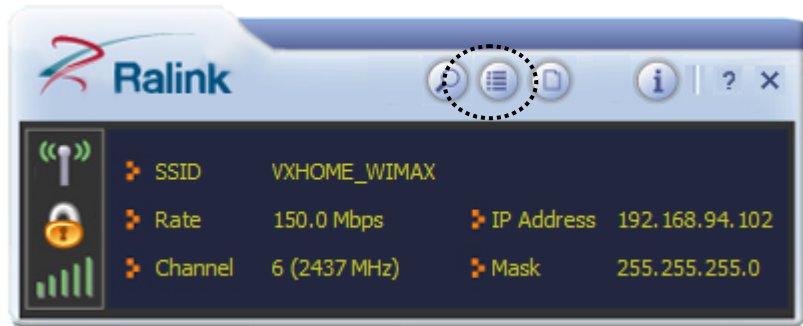 Ralink
i ? ×
SSID VXHOME_WIMAX
Rate 150.0 Mbps IP Address 192.168.94.102
Channel 6 (2437 MHz) Mask 255.255.255.0